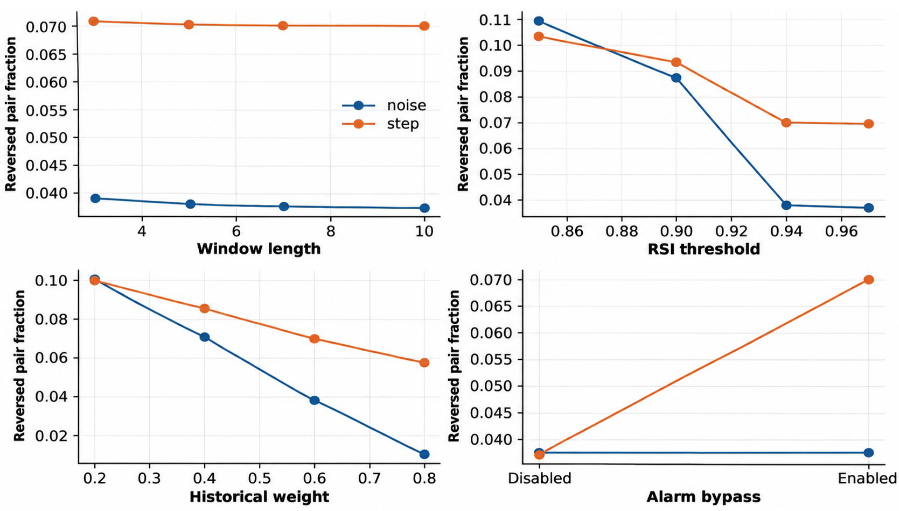 Reversed pair fraction
0.070
0.065
0.060
0.055
0.050
0.045
0.040
noise
step
4 6 8 10
Window length
Reversed pair fraction
0.11
0.10
0.09
0.08
0.07
0.06
0.05
0.04
0.86 0.88 0.90 0.92 0.94 0.96
RSI threshold
Reversed pair fraction
0.10
0.08
0.06
0.04
0.02
0.2 0.3 0.4 0.5 0.6 0.7 0.8
Historical weight
Reversed pair fraction
0.070
0.065
0.060
0.055
0.050
0.045
0.040
Disabled Enabled
Alarm bypass